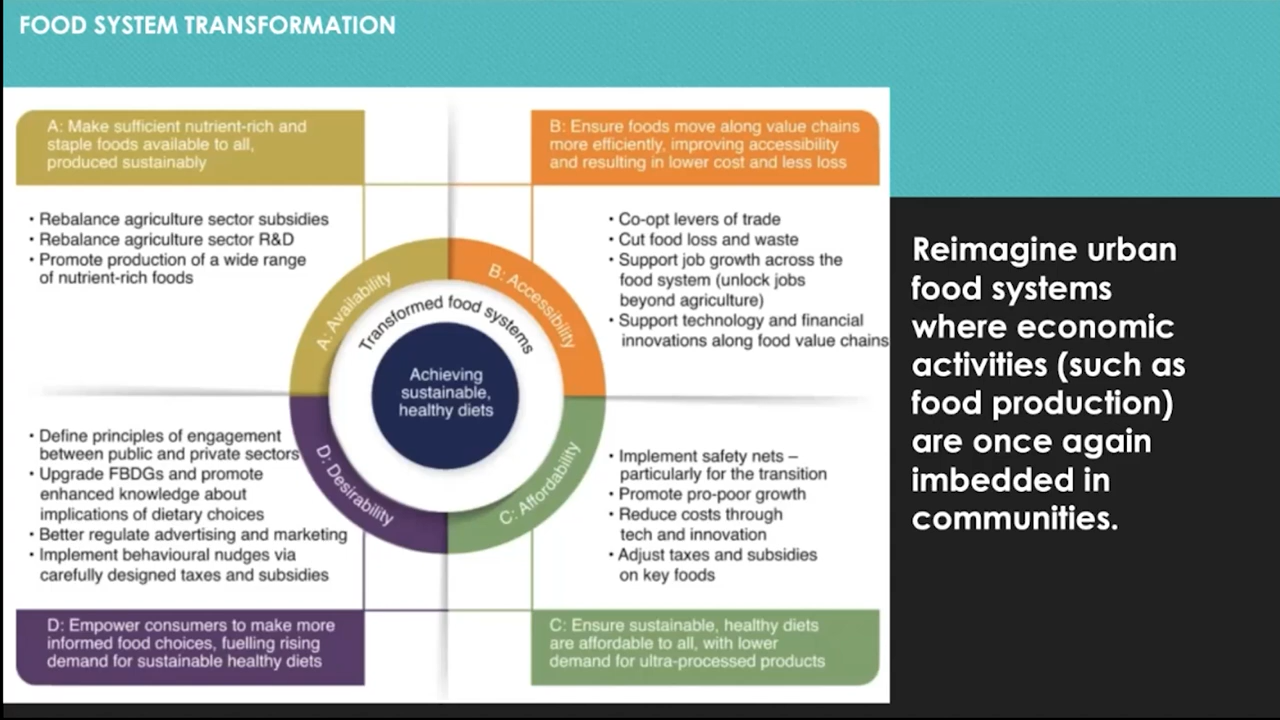 FOOD SYSTEM TRANSFORMATION
A: Make sufficient nutrient-rich and
staple foods available to all,
produced sustainably
B: Ensure foods move along value chains
more efficiently, improving accessibility
and resulting in lower cost and less loss
• Rebalance agriculture sector subsidies
• Rebalance agriculture sector R&D
• Promote production of a wide range
of nutrient-rich foods
• Co-opt levers of trade
• Cut food loss and waste
• Support job growth across the
food system (unlock jobs
beyond agriculture)
• Support technology and financial
innovations along food value chains
A: Availability
B: Accessibility
Transformed food systems
Achieving
sustainable,
healthy diets
D: Desirability
C: Affordability
• Define principles of engagement
between public and private sectors
• Upgrade FBDGs and promote
enhanced knowledge about
implications of dietary choices
• Better regulate advertising and marketing
• Implement behavioural nudges via
carefully designed taxes and subsidies
• Implement safety nets –
particularly for the transition
• Promote pro-poor growth
• Reduce costs through
tech and innovation
• Adjust taxes and subsidies
on key foods
D: Empower consumers to make more
informed food choices, fuelling rising
demand for sustainable healthy diets
C: Ensure sustainable, healthy diets
are affordable to all, with lower
demand for ultra-processed products
Reimagine urban
food systems
where economic
activities (such as
food production)
are once again
imbedded in
communities.